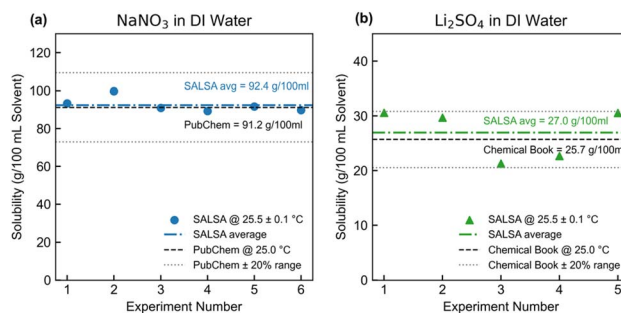 (a) NaNO₃ in DI Water
Solubility (g/100 mL Solvent)
120
100
80
60
40
20
0
SALSA avg = 92.4 g/100ml
PubChem = 91.2 g/100ml
SALSA @ 25.5 ± 0.1 °C
SALSA average
PubChem @ 25.0 °C
PubChem ± 20% range
1 2 3 4 5 6
Experiment Number
(b) Li₂SO₄ in DI Water
Solubility (g/100 mL Solvent)
40
30
20
10
0
SALSA avg = 27.0 g/100ml
Chemical Book = 25.7 g/100ml
SALSA @ 25.5 ± 0.1 °C
SALSA average
Chemical Book @ 25.0 °C
Chemical Book ± 20% range
1 2 3 4 5
Experiment Number